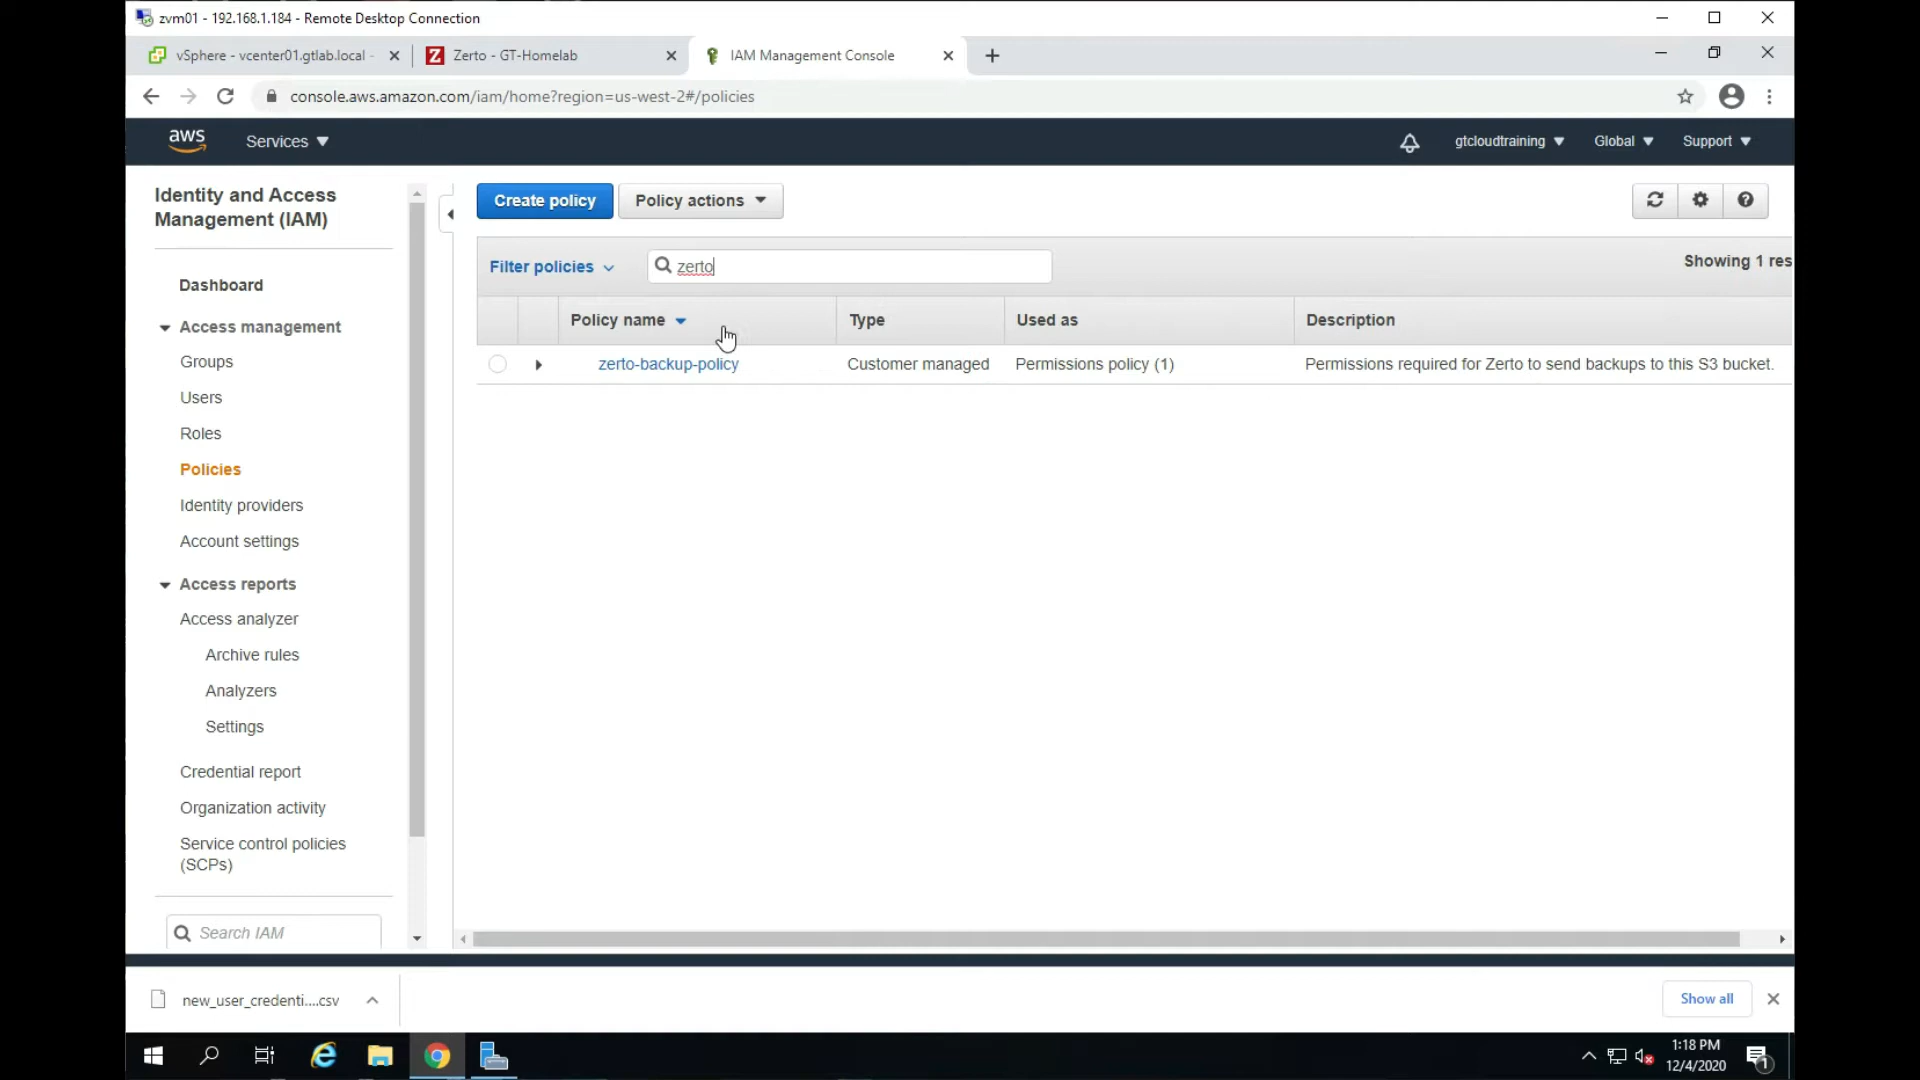 zvm01 - 192.168.1.184 - Remote Desktop Connection
vSphere - vcenter01.gtlab.local -
Z Zerto - GT-Homelab
IAM Management Console
console.aws.amazon.com/iam/home?region=us-west-2#/policies
aws Services
gtcloudtraining Global Support
Identity and Access
Management (IAM)
Dashboard
Access management
Groups
Users
Roles
Policies
Identity providers
Account settings
Access reports
Access analyzer
Archive rules
Analyzers
Settings
Credential report
Organization activity
Service control policies
(SCPs)
Search IAM
Create policy Policy actions
Filter policies zerto Showing 1 res
Policy name Type Used as Description
zerto-backup-policy Customer managed Permissions policy (1) Permissions required for Zerto to send backups to this S3 bucket.
new_user_credenti....csv
Show all
1:18 PM
12/4/2020
1